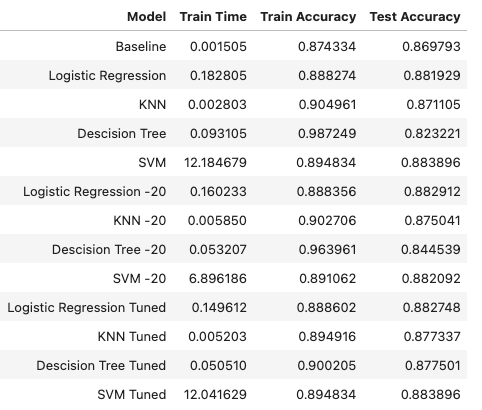 Model Train Time Train Accuracy Test Accuracy
Baseline 0.001505 0.874334 0.869793
Logistic Regression 0.182805 0.888274 0.881929
KNN 0.002803 0.904961 0.871105
Descision Tree 0.093105 0.987249 0.823221
SVM 12.184679 0.894834 0.883896
Logistic Regression -20 0.160233 0.888356 0.882912
KNN -20 0.005850 0.902706 0.875041
Descision Tree -20 0.053207 0.963961 0.844539
SVM -20 6.896186 0.891062 0.882092
Logistic Regression Tuned 0.149612 0.888602 0.882748
KNN Tuned 0.005203 0.894916 0.877337
Descision Tree Tuned 0.050510 0.900205 0.877501
SVM Tuned 12.041629 0.894834 0.883896